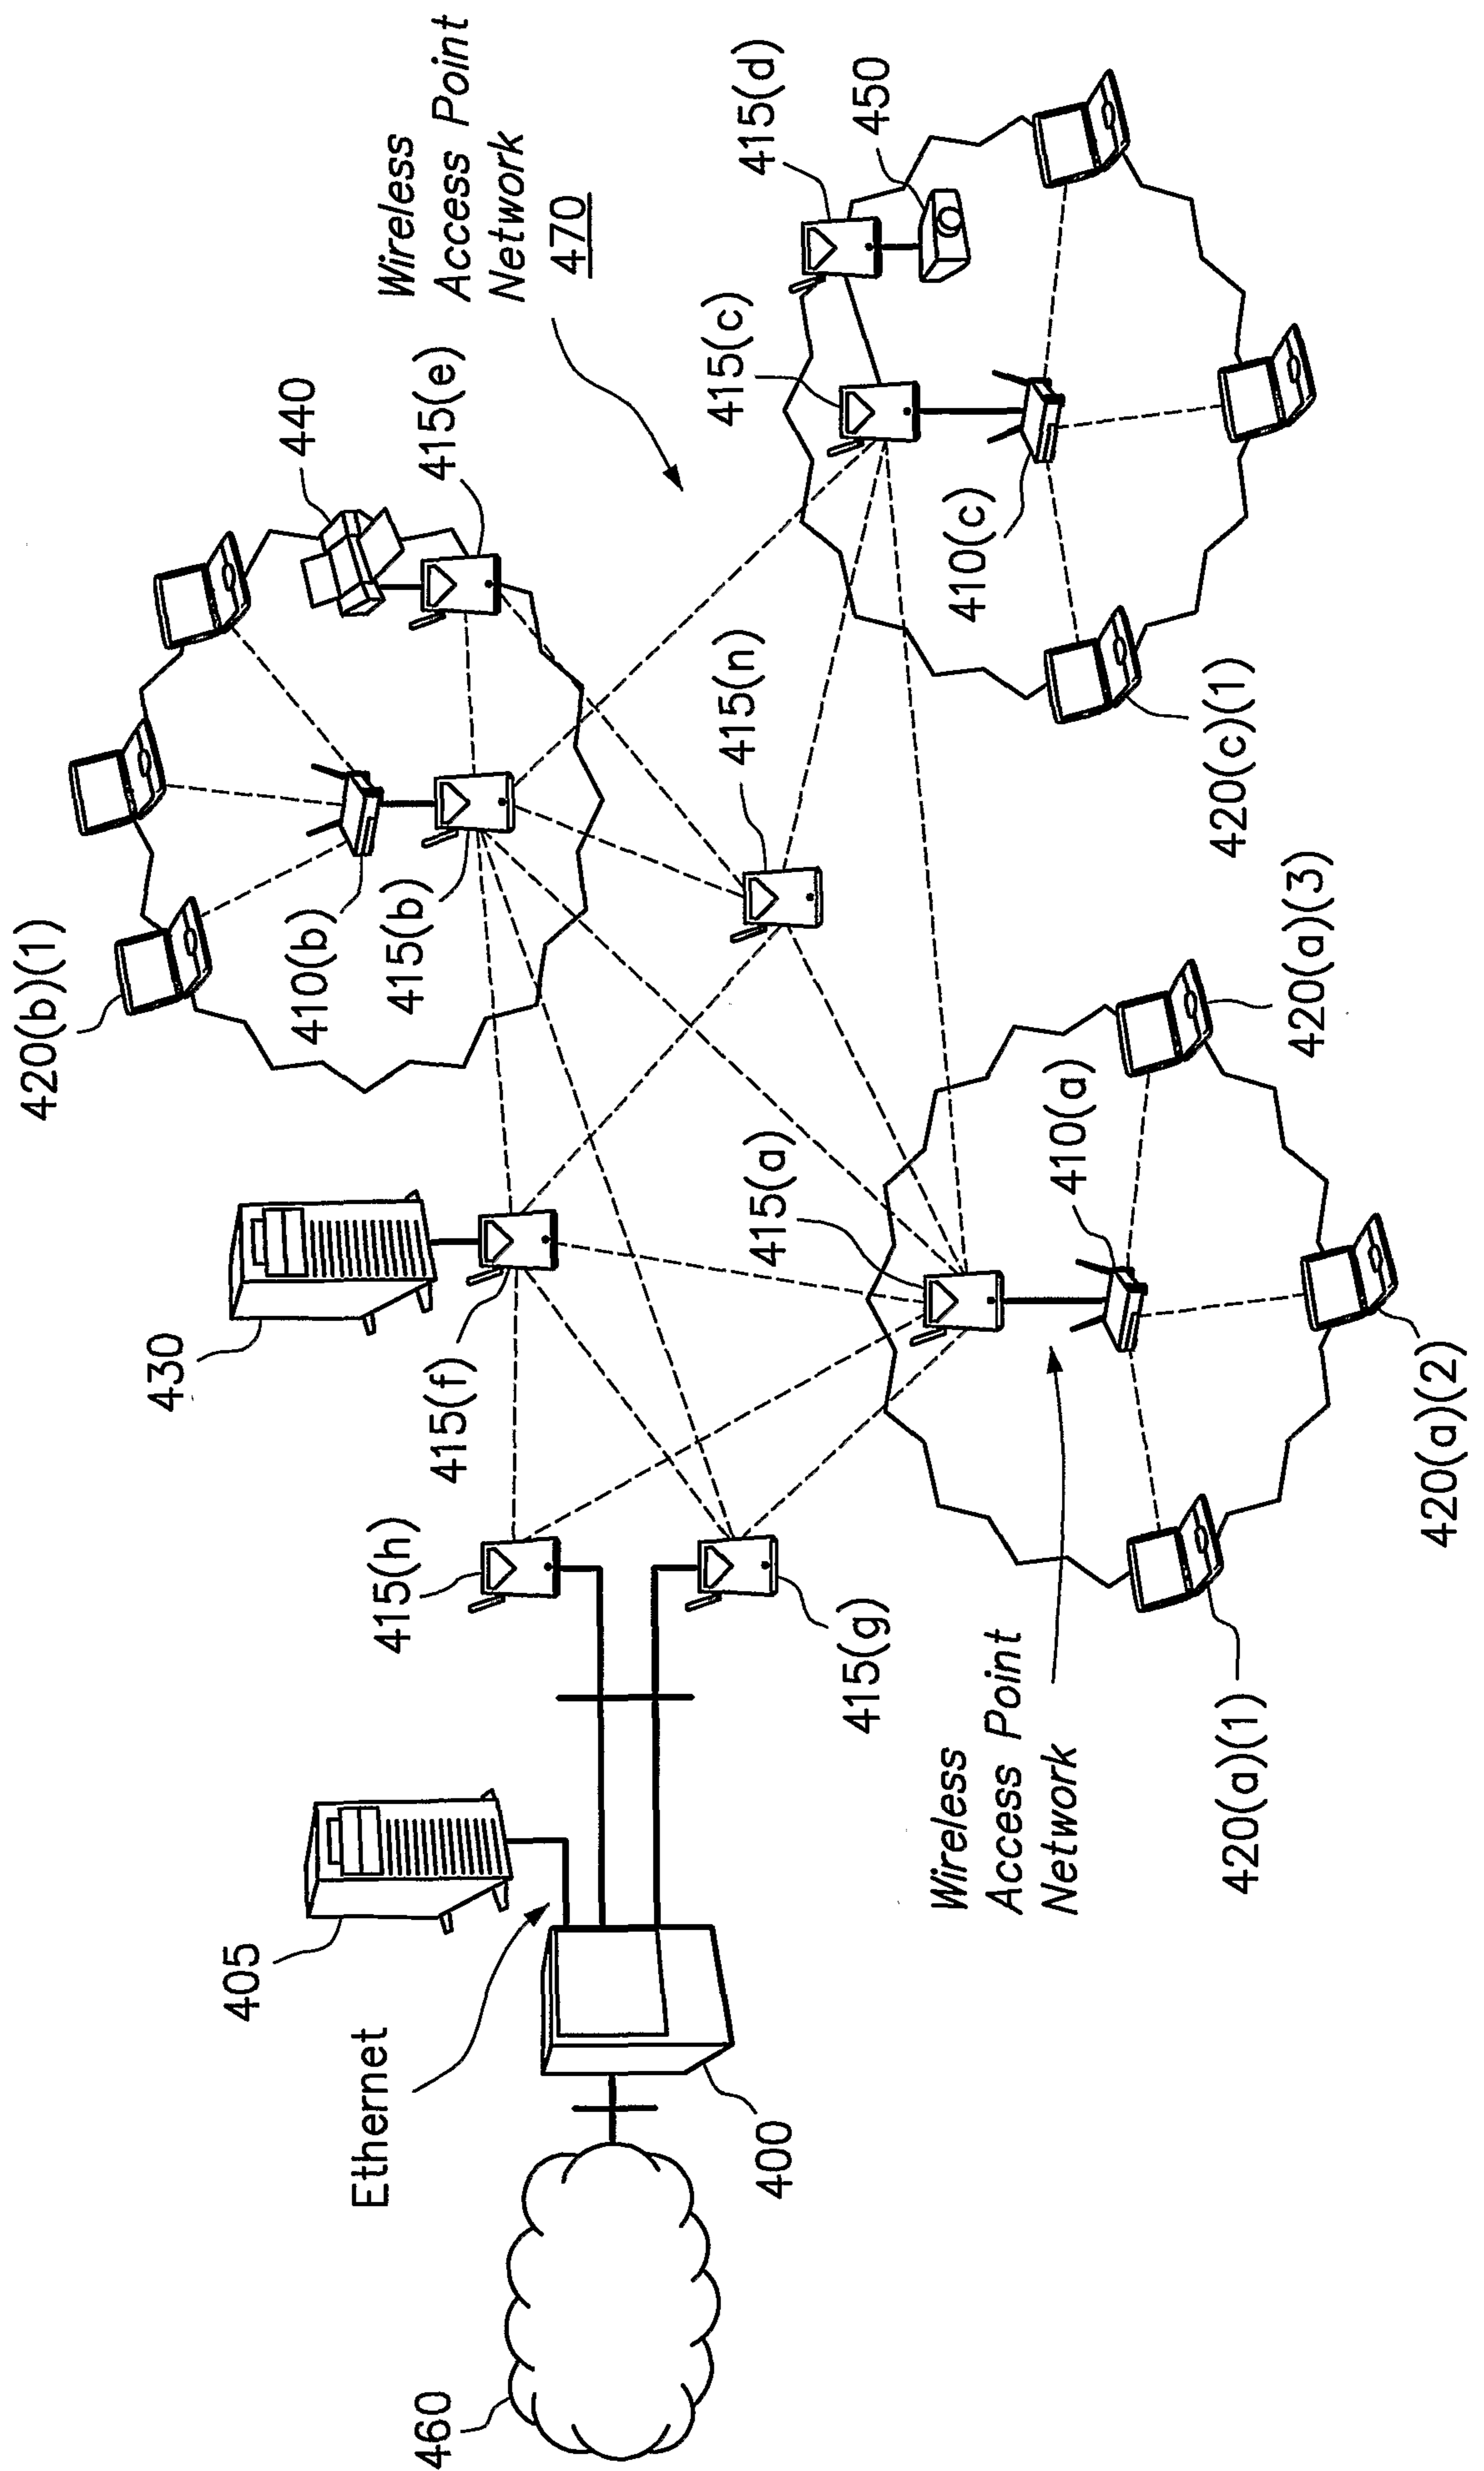 460
Ethernet
405
400
430
415(h)
415(g)
415(f)
Wireless
Access Point
Network
420(b)(1)
410(b)
415(b)
440
415(e)
Wireless
Access Point
Network
470
415(n)
415(a)
410(a)
420(a)(1)
420(a)(2)
420(a)(3)
415(c)
415(d)
450
410(c)
420(c)(1)